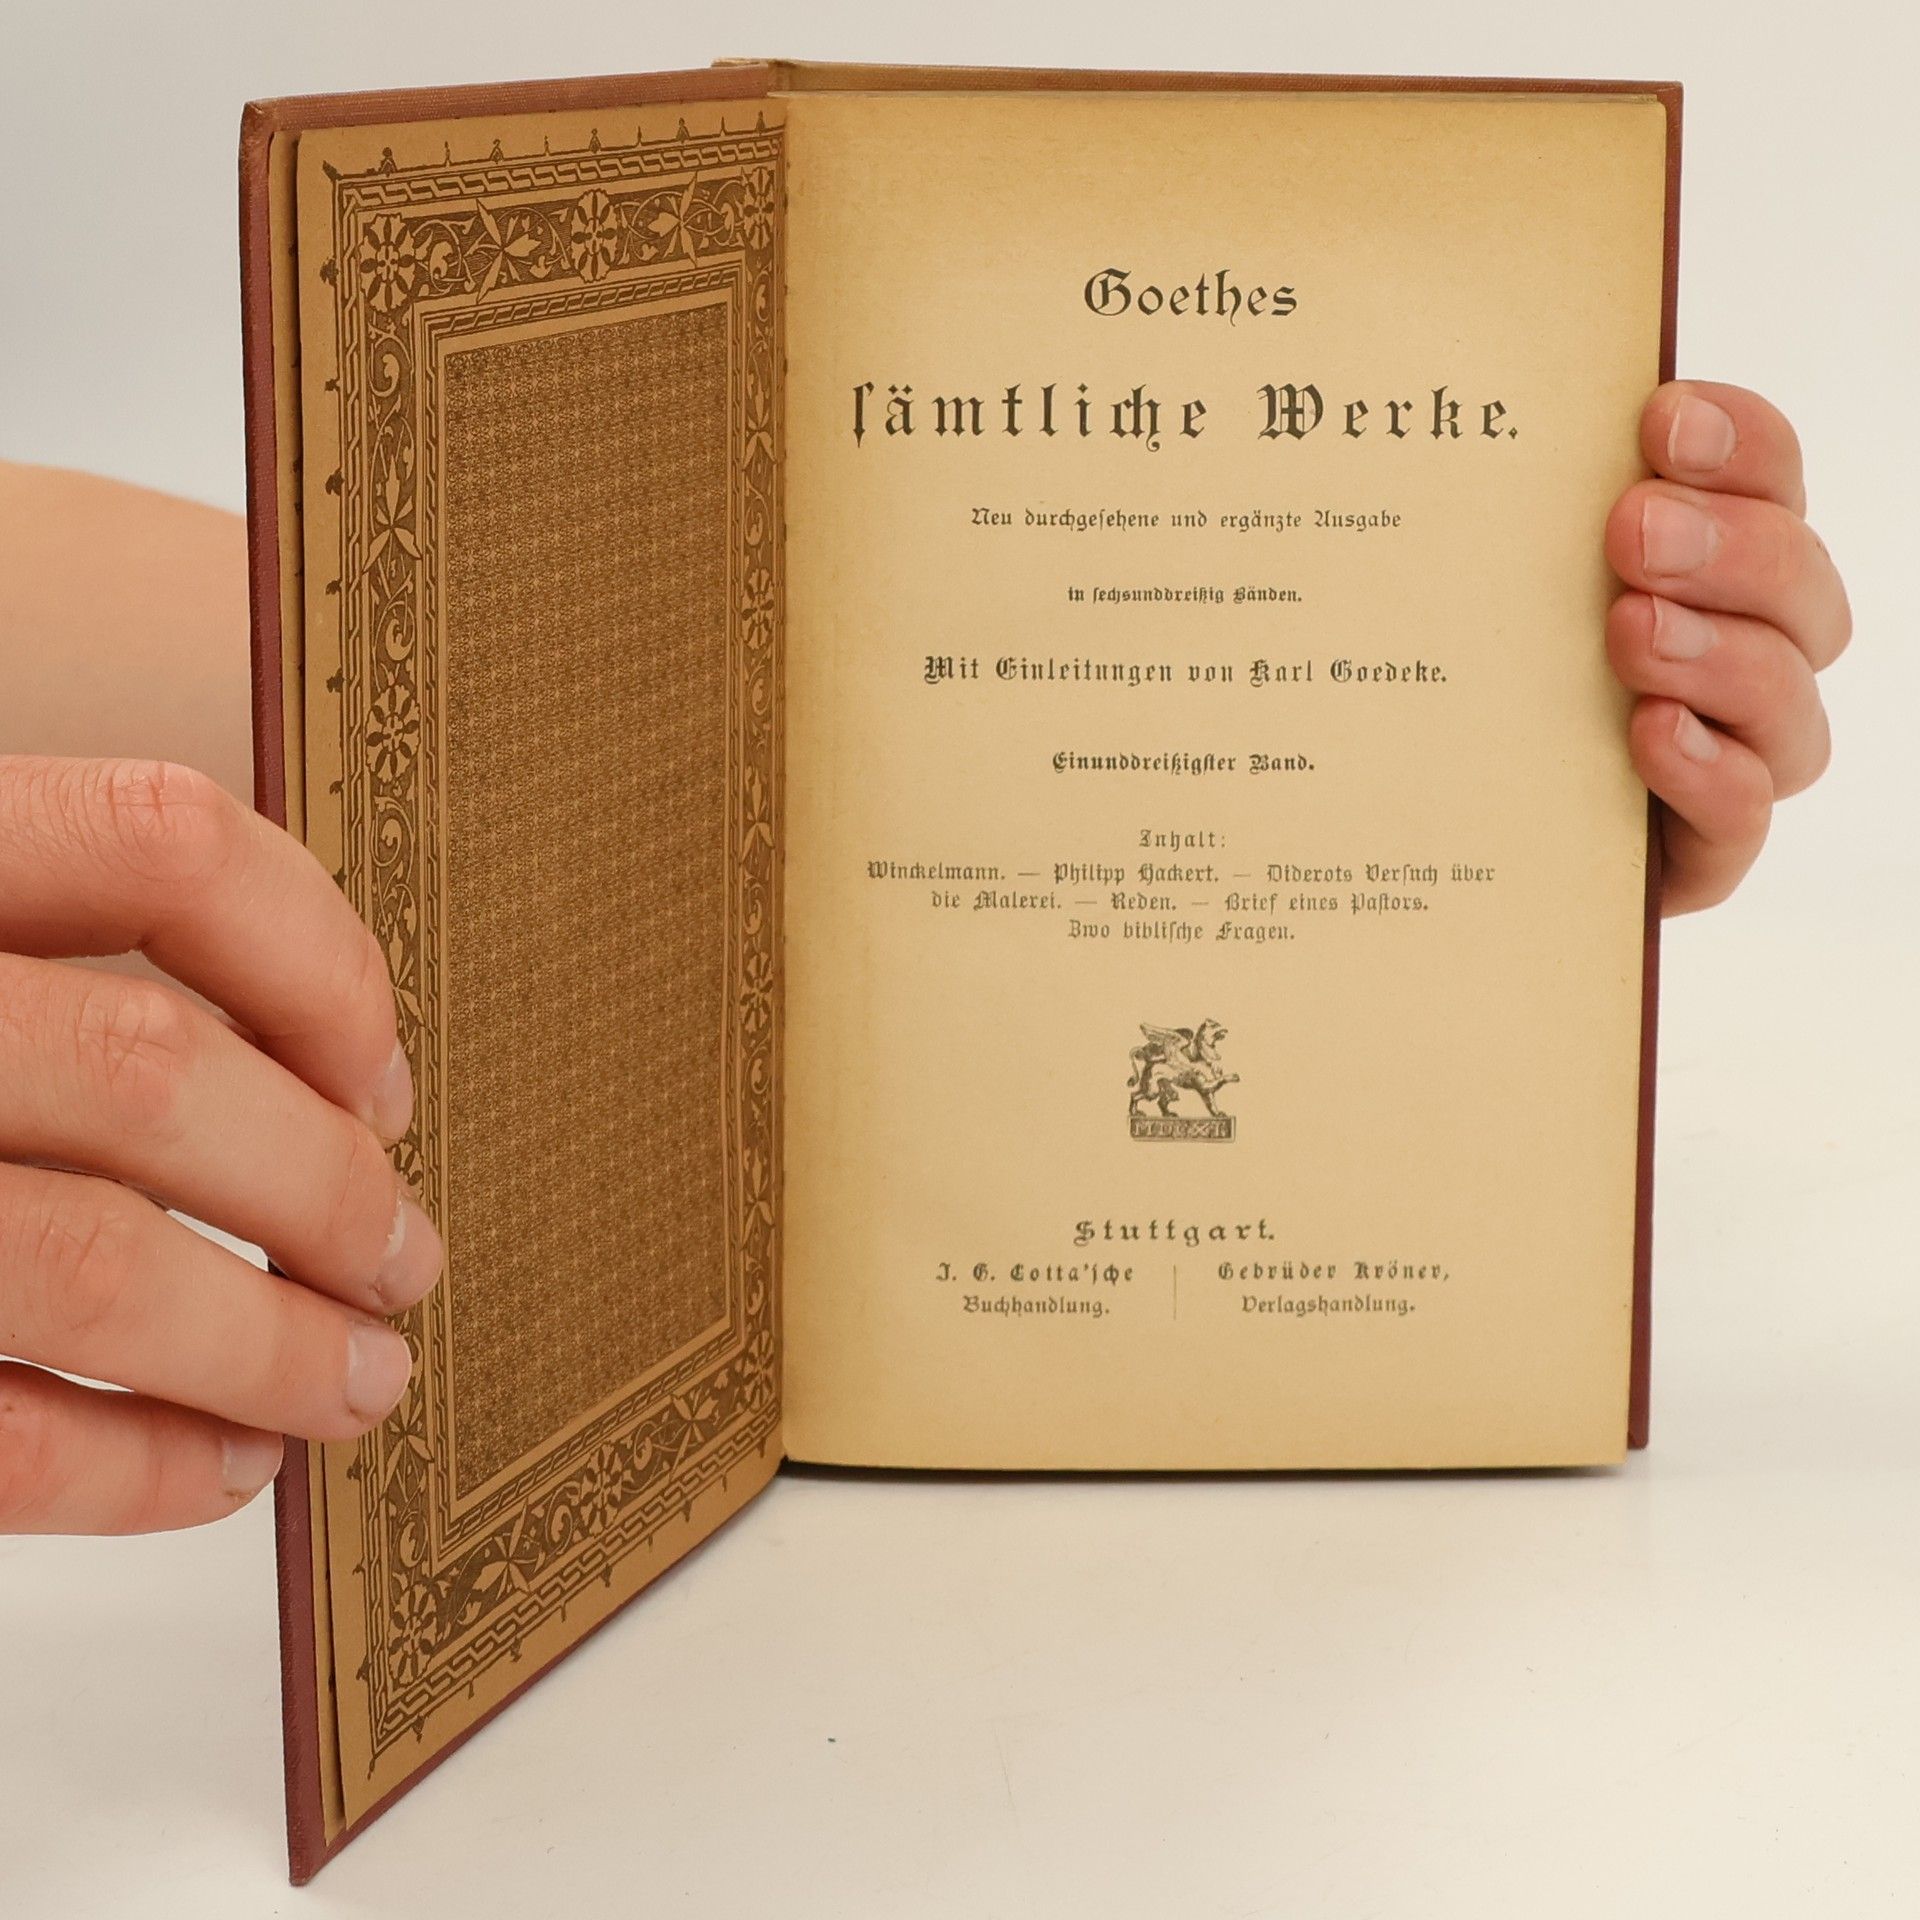 Goethes
ſämtliche Werke.
Neu durchgeſehene und ergänzte Ausgabe
in ſechsunddreißig Bänden.
Mit Einleitungen von Karl Goedeke.
Einunddreißigſter Band.
Inhalt:
Winckelmann. — Philipp Hackert. — Diderots Verſuch über
die Malerei. — Reden. — Brief eines Paſtors.
Zwo bibliſche Fragen.
Stuttgart.
J. G. Cotta'ſche
Buchhandlung.
Gebrüder Kröner,
Verlagshandlung.